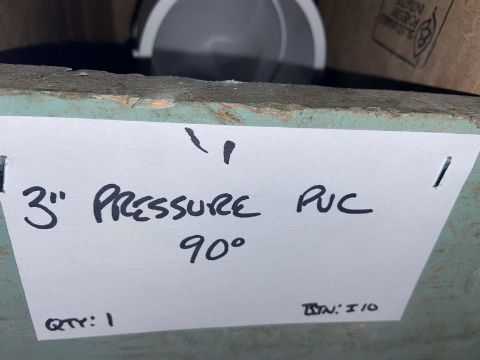 3" PRESSURE PVC
90°
QTY: 1
BIN: I10